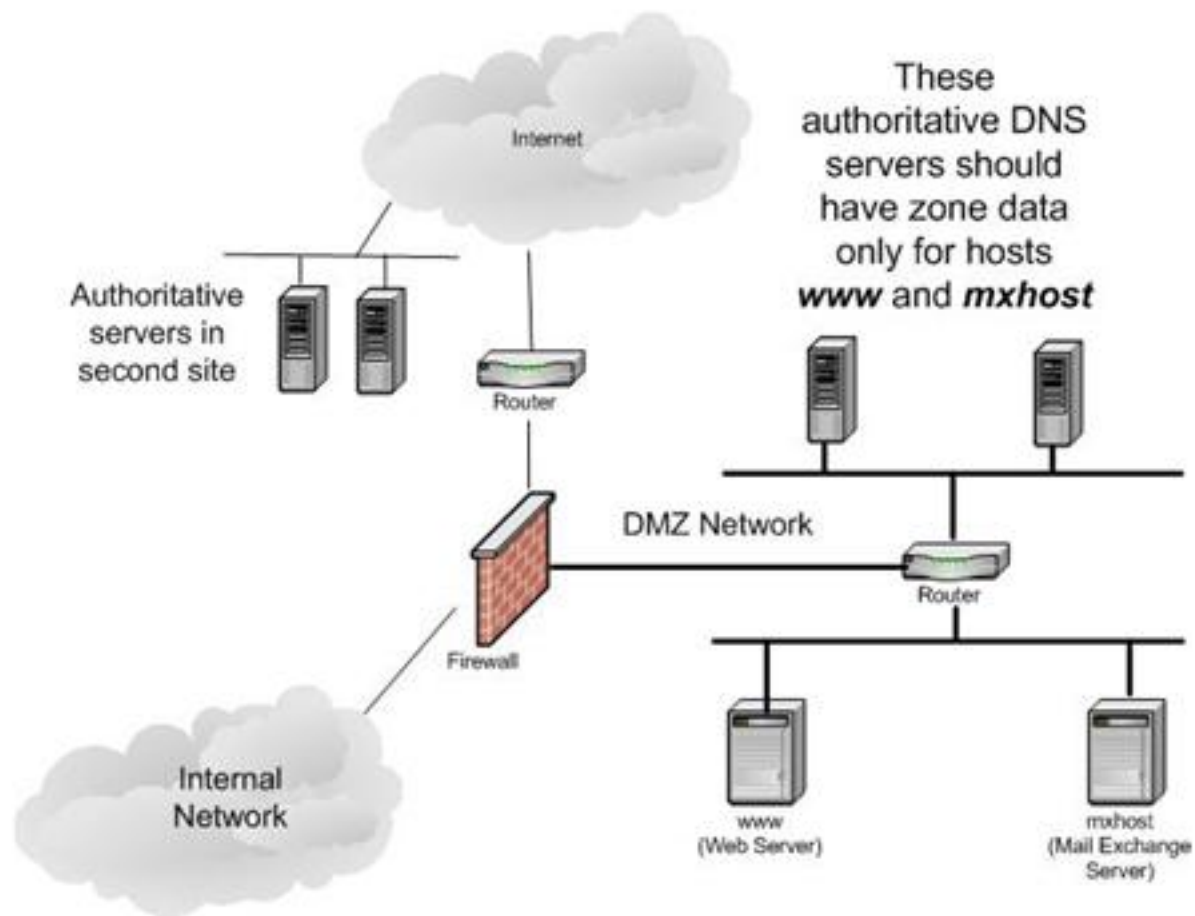 Internet
These
authoritative DNS
servers should
have zone data
only for hosts
www and mxhost
Authoritative
servers in
second site
Router
DMZ Network
Router
Firewall
Internal
Network
www
(Web Server)
mxhost
(Mail Exchange
Server)